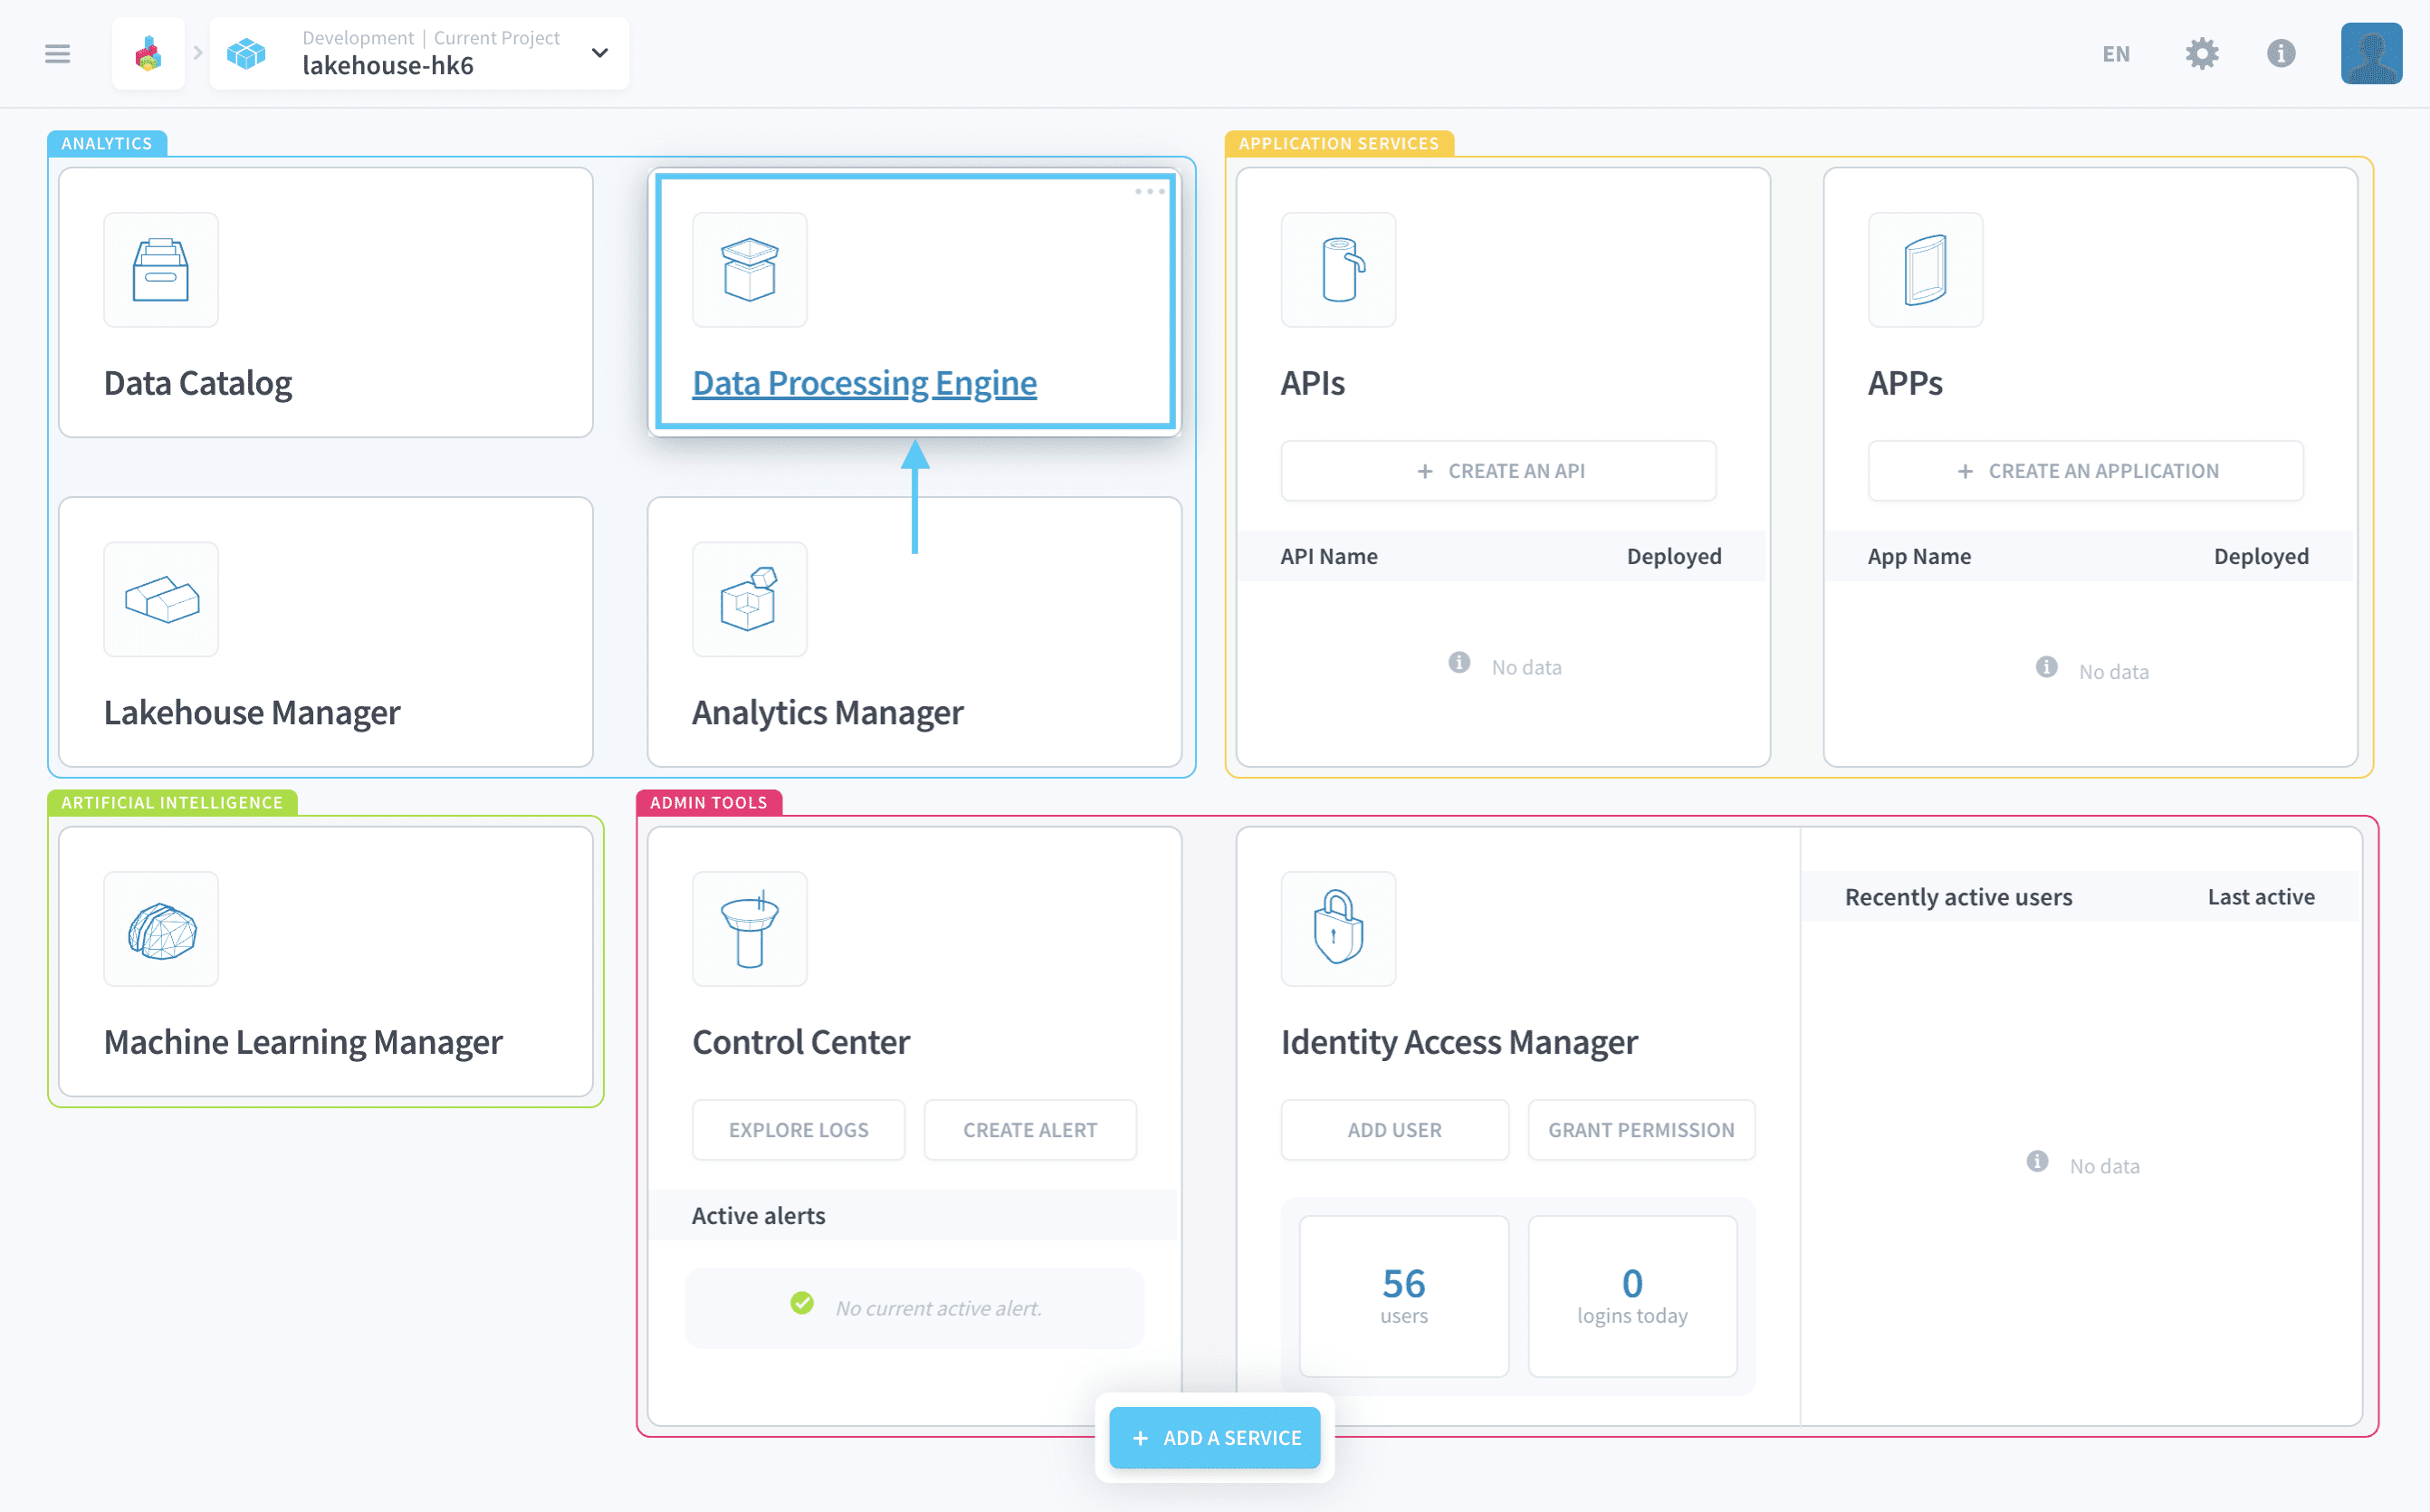 Development | Current Project
lakehouse-hk6
EN
ANALYTICS
Data Catalog
Data Processing Engine
Lakehouse Manager
Analytics Manager
APPLICATION SERVICES
APIs
+ CREATE AN API
API Name Deployed
No data
APPs
+ CREATE AN APPLICATION
App Name Deployed
No data
ARTIFICIAL INTELLIGENCE
Machine Learning Manager
ADMIN TOOLS
Control Center
EXPLORE LOGS CREATE ALERT
Active alerts
No current active alert.
Identity Access Manager
ADD USER GRANT PERMISSION
56
users
0
logins today
Recently active users Last active
No data
+ ADD A SERVICE